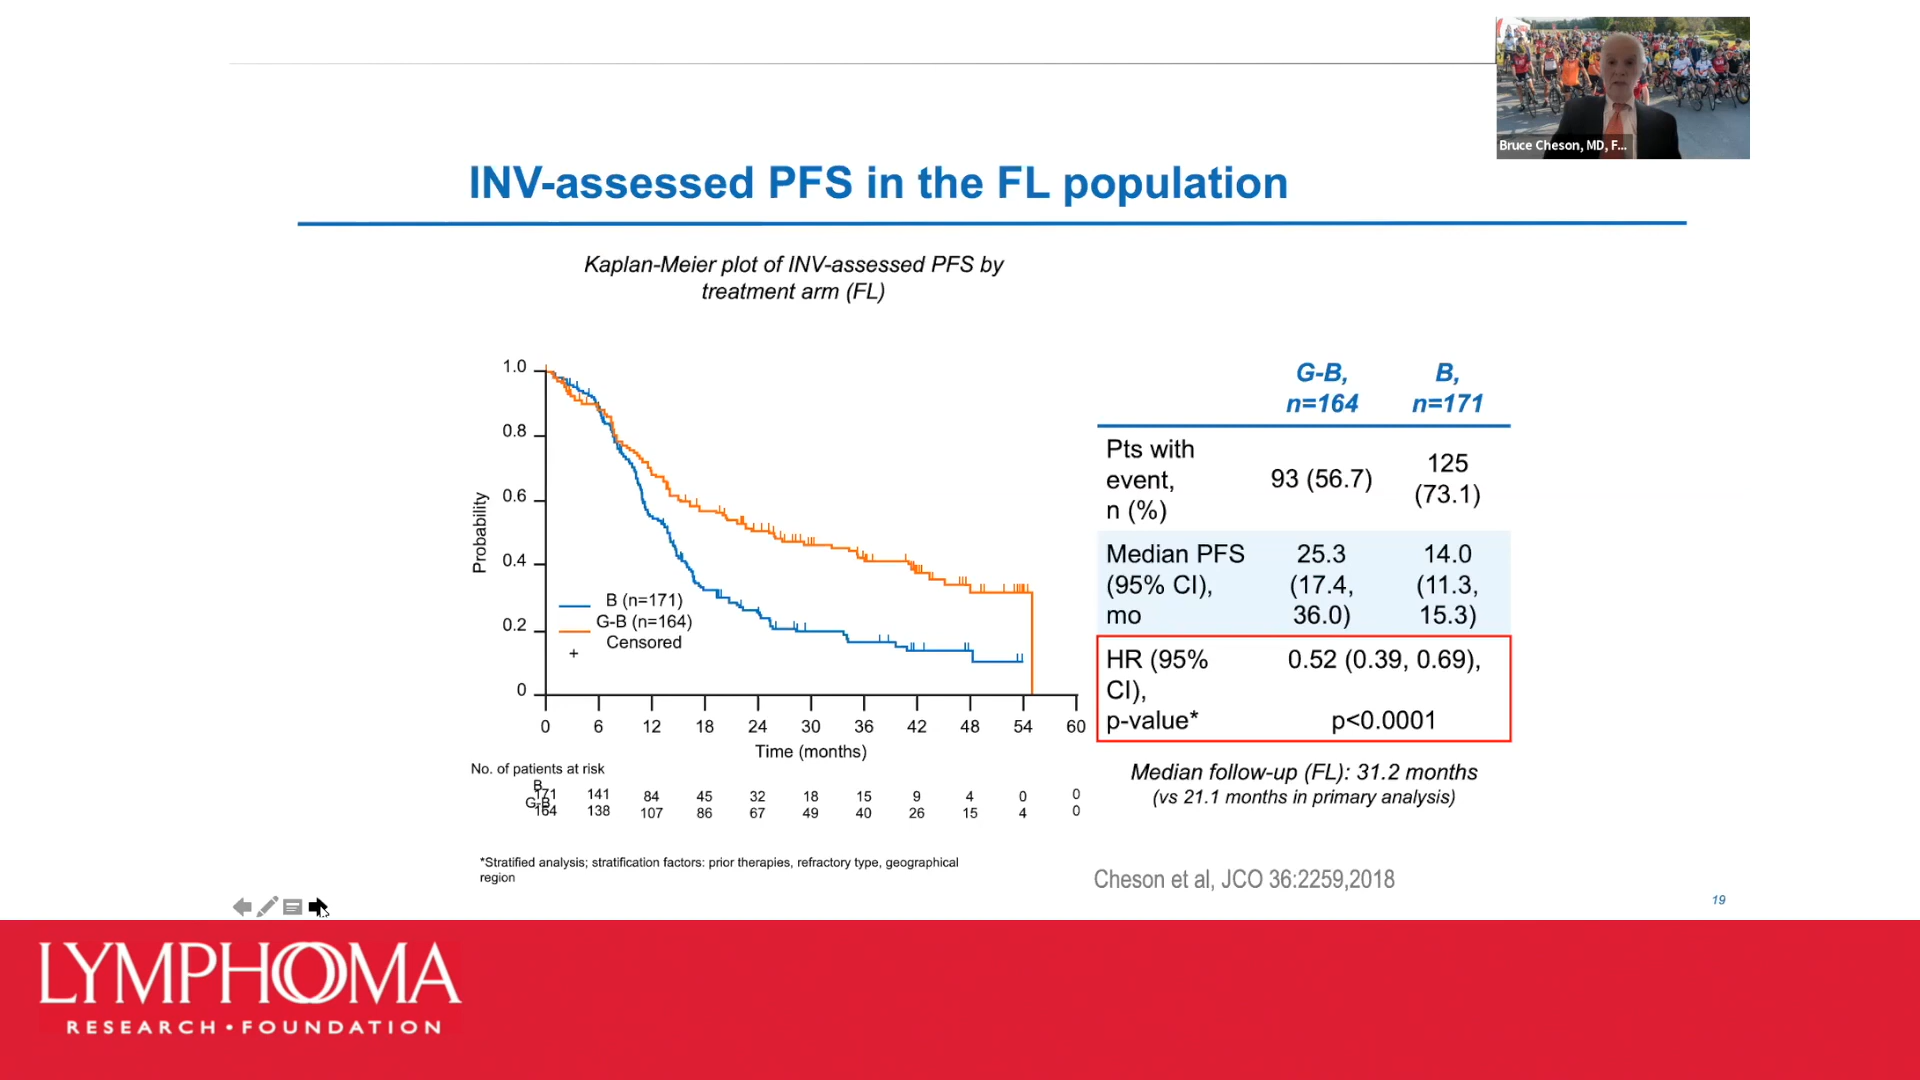 Bruce Cheson, MD, F...
INV-assessed PFS in the FL population
Kaplan-Meier plot of INV-assessed PFS by
treatment arm (FL)
1.0
0.8
0.6
0.4
0.2
0
Probability
B (n=171)
G-B (n=164)
Censored
+
0 6 12 18 24 30 36 42 48 54 60
Time (months)
No. of patients at risk
B
171 141 84 45 32 18 15 9 4 0 0
G-B
164 138 107 86 67 49 40 26 15 4 0
*Stratified analysis; stratification factors: prior therapies, refractory type, geographical
region
G-B, B,
n=164 n=171
Pts with
event,
n (%)
93 (56.7)
125
(73.1)
Median PFS 25.3 14.0
(95% CI), (17.4, (11.3,
mo 36.0) 15.3)
HR (95% 0.52 (0.39, 0.69),
CI),
p-value* p<0.0001
Median follow-up (FL): 31.2 months
(vs 21.1 months in primary analysis)
Cheson et al, JCO 36:2259,2018
19
LYMPHOMA
RESEARCH • FOUNDATION